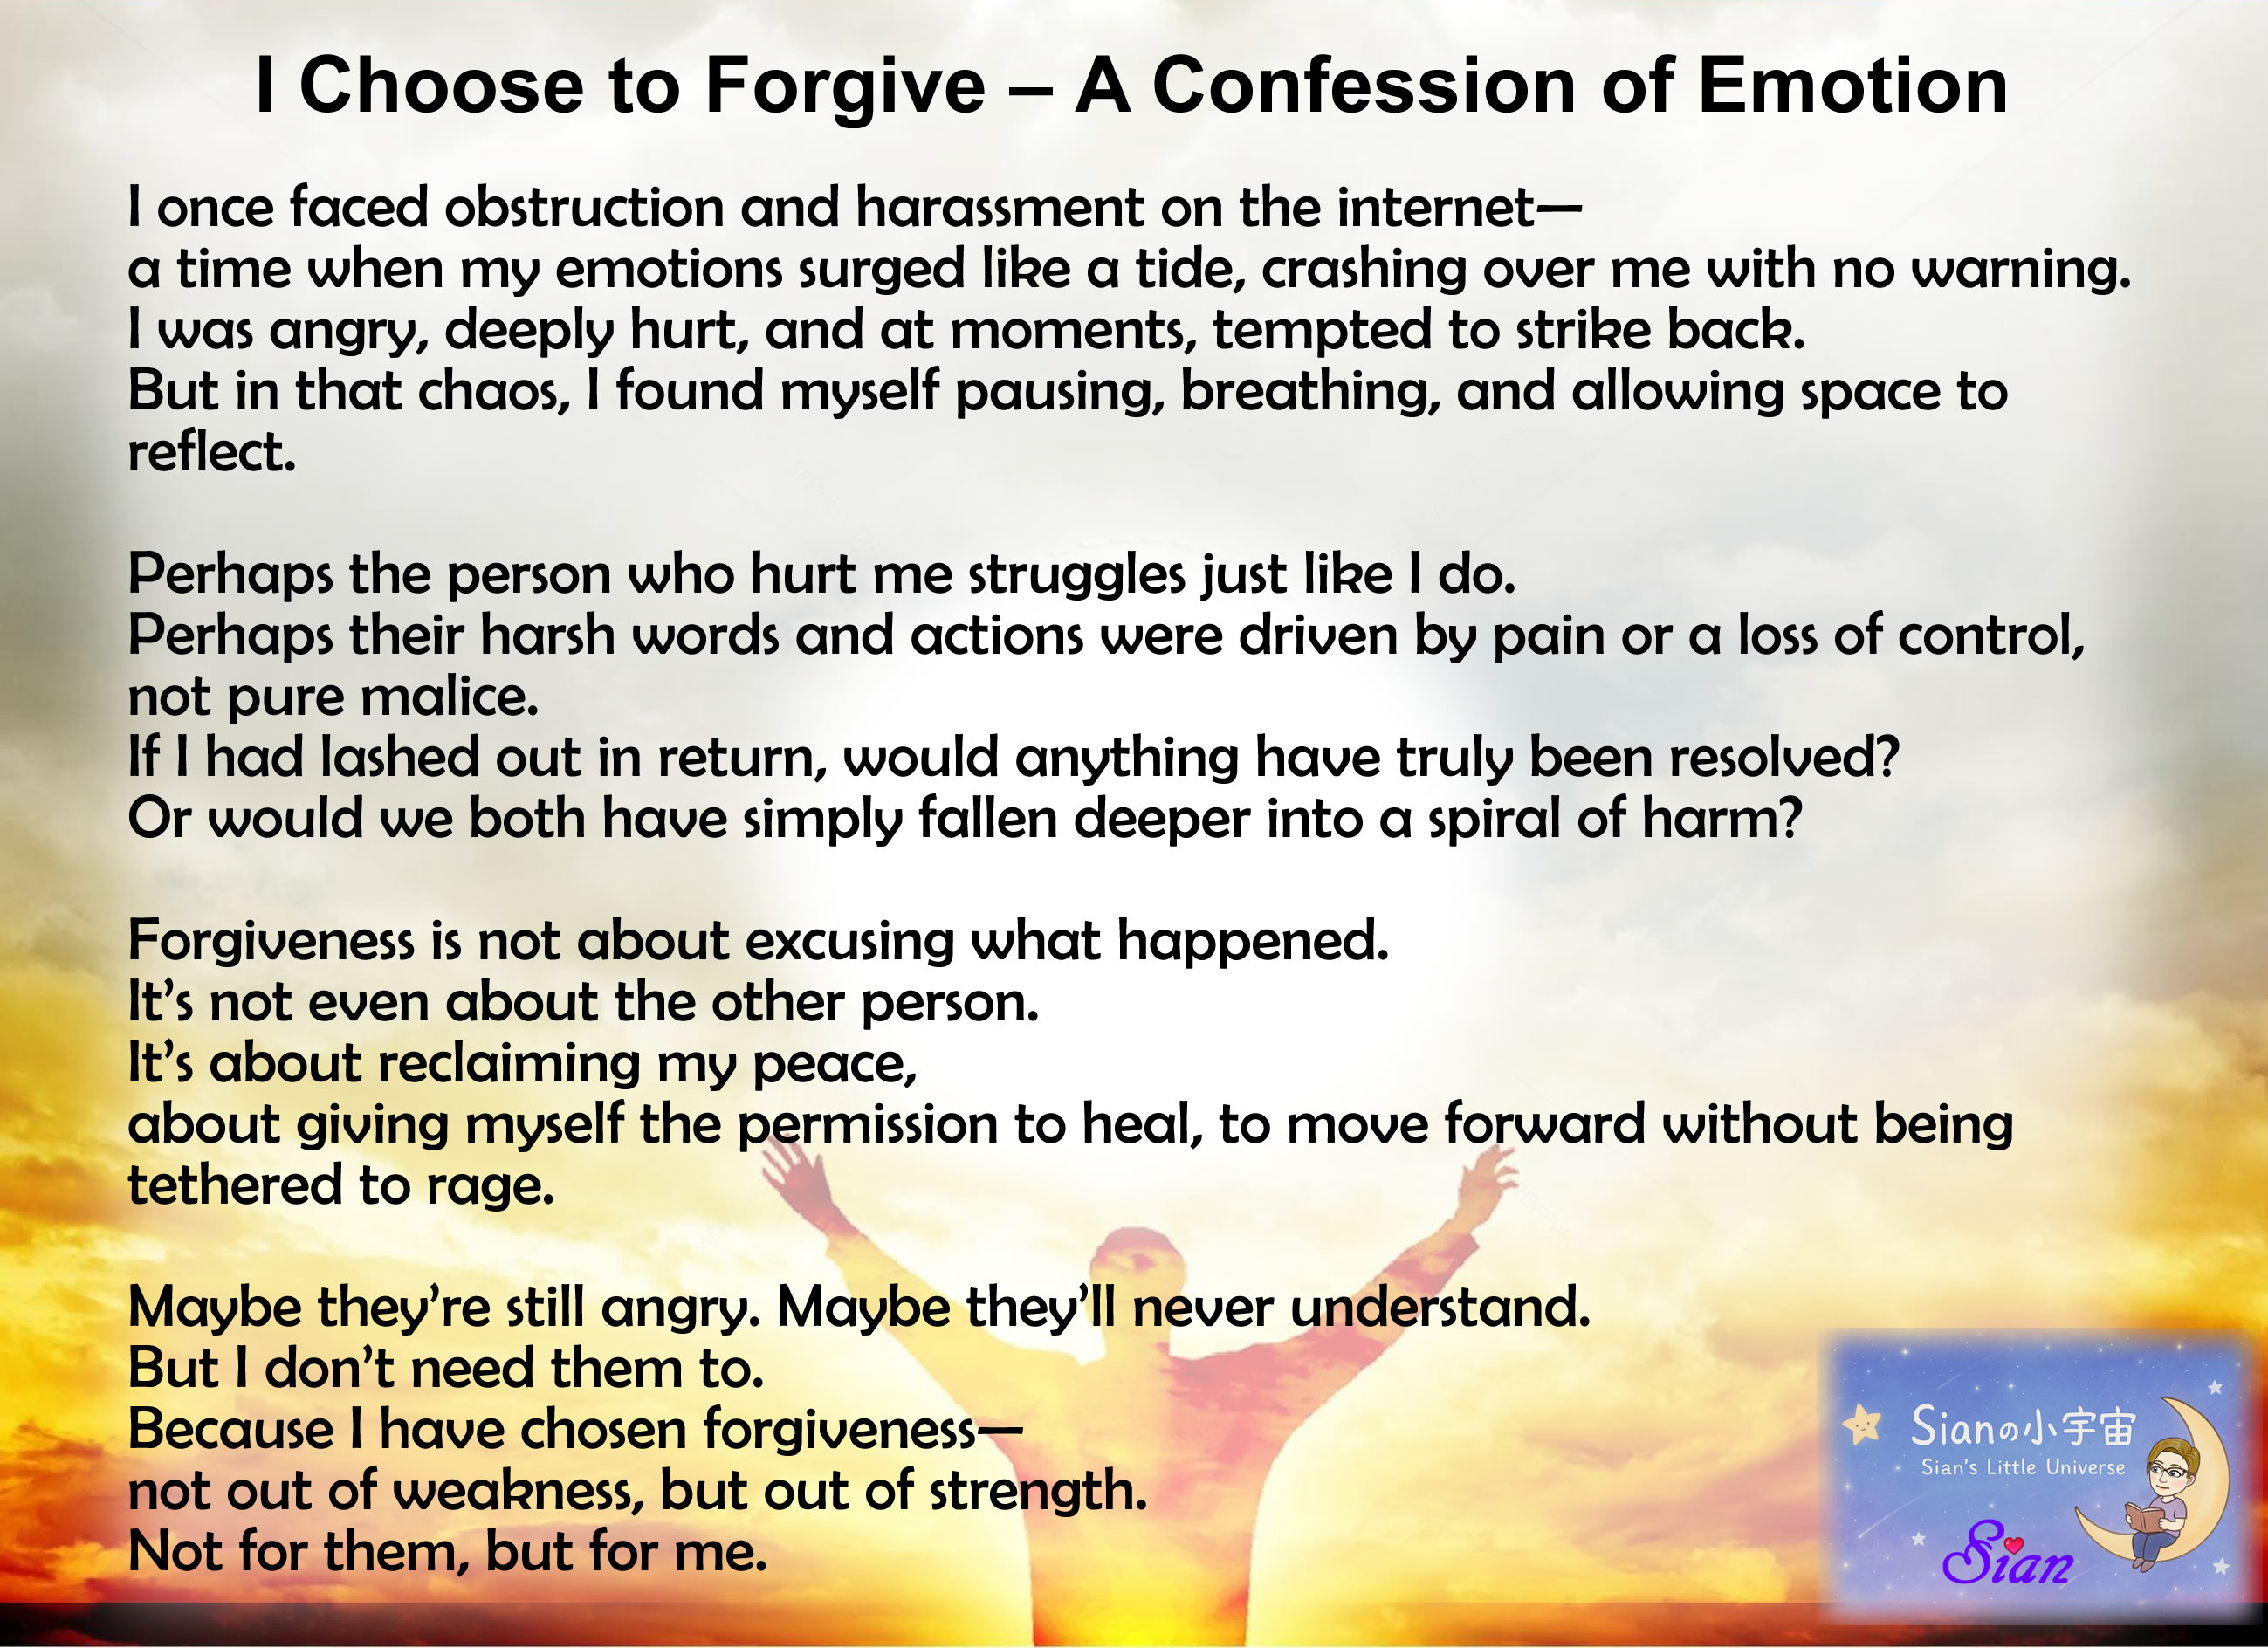 I Choose to Forgive – A Confession of Emotion
I once faced obstruction and harassment on the internet—
a time when my emotions surged like a tide, crashing over me with no warning.
I was angry, deeply hurt, and at moments, tempted to strike back.
But in that chaos, I found myself pausing, breathing, and allowing space to
reflect.
Perhaps the person who hurt me struggles just like I do.
Perhaps their harsh words and actions were driven by pain or a loss of control,
not pure malice.
If I had lashed out in return, would anything have truly been resolved?
Or would we both have simply fallen deeper into a spiral of harm?
Forgiveness is not about excusing what happened.
It’s not even about the other person.
It’s about reclaiming my peace,
about giving myself the permission to heal, to move forward without being
tethered to rage.
Maybe they’re still angry. Maybe they’ll never understand.
But I don’t need them to.
Because I have chosen forgiveness—
not out of weakness, but out of strength.
Not for them, but for me.
Sianの小宇宙
Sian’s Little Universe
Sian